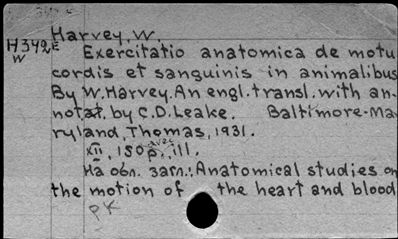 Harvey, W.
H342E Exercitatio anatomica de motu
W
cordis et sanguinis in animalibus
By W. Harvey. An engl. transl. with an-
notat. by C.D. Leake. Baltimore-Ma-
ryland, Thomas, 1931.
XII, 150 p., ill.
На обл. загл.: Anatomical studies on
the motion of the heart and blood
рк